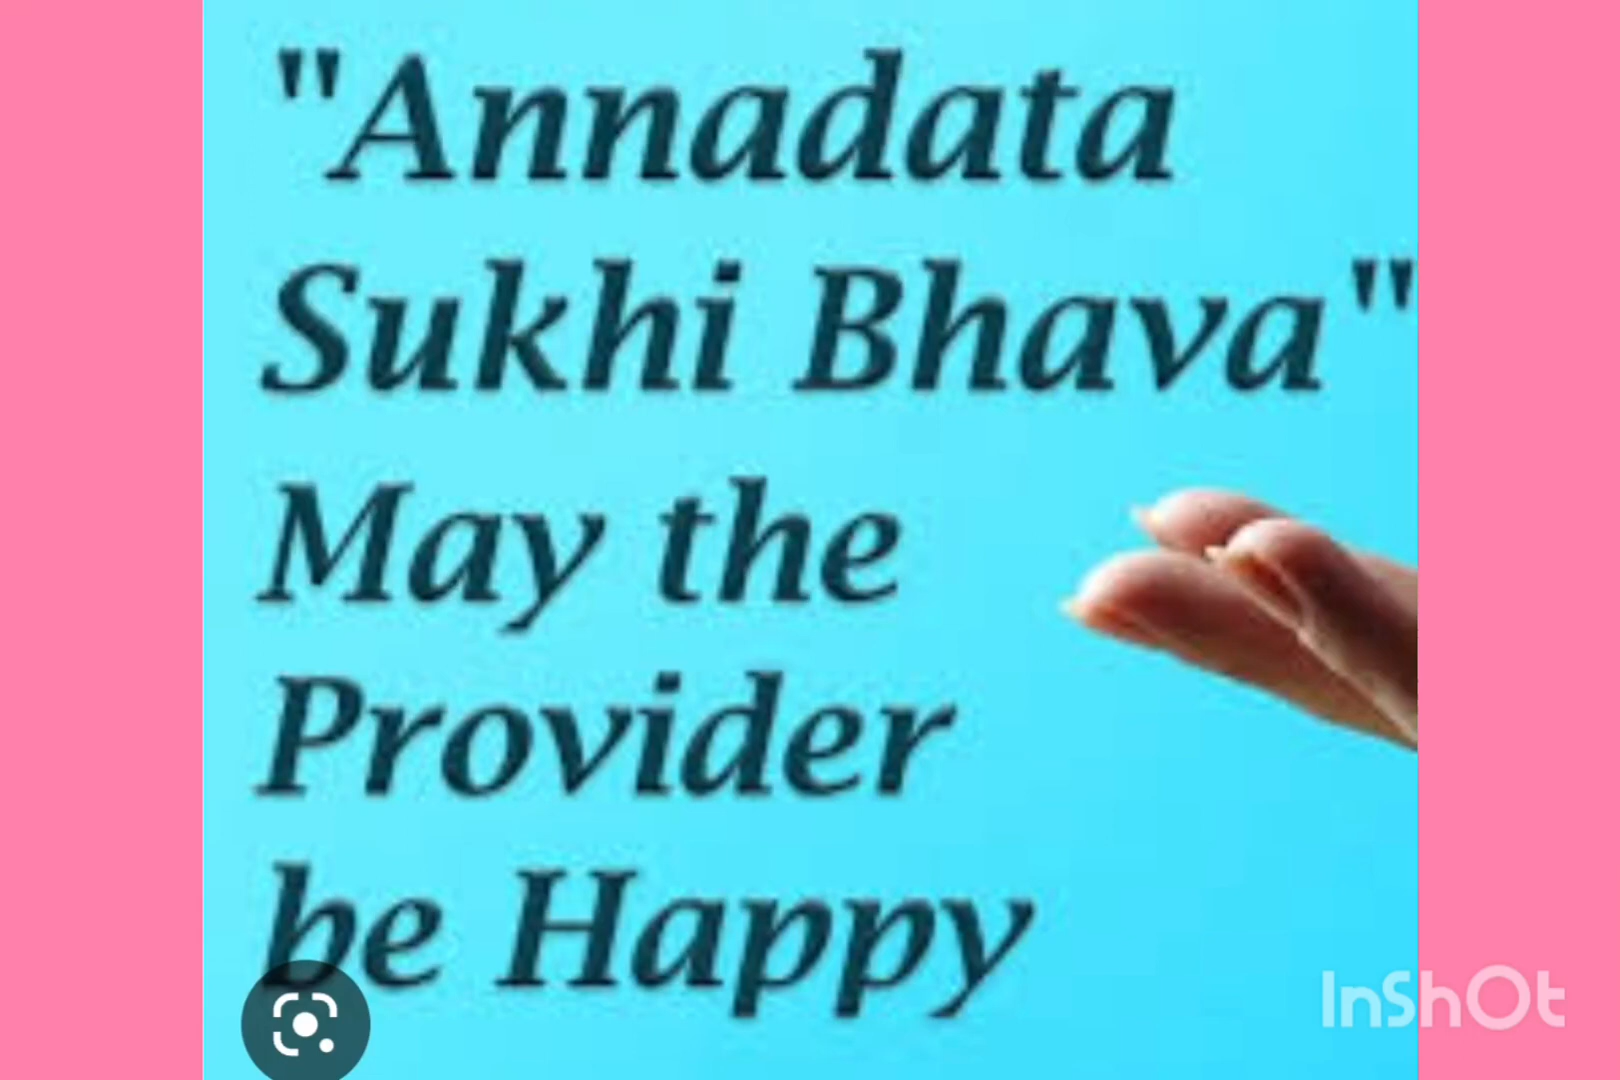 "Annadata
Sukhi Bhava"
May the
Provider
be Happy
InShOt